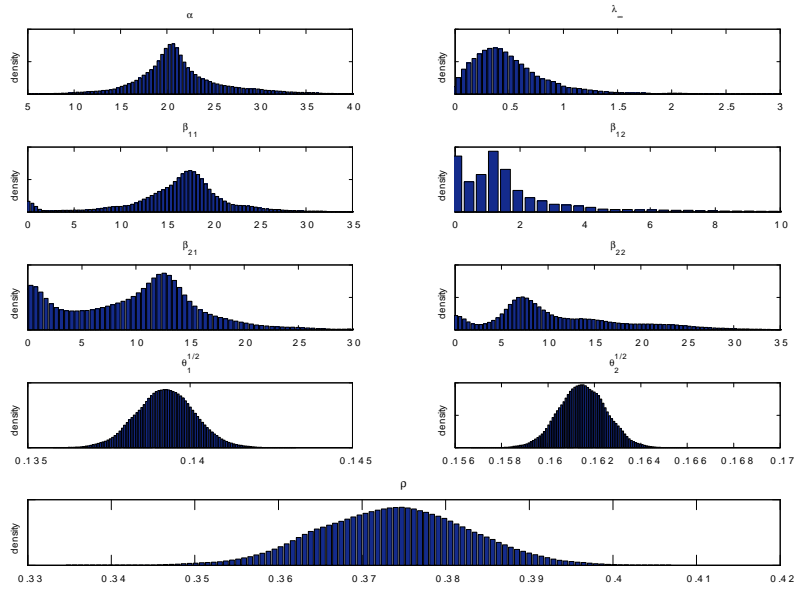 α
density
5 10 15 20 25 30 35 40
λ_
density
0 0.5 1 1.5 2 2.5 3
β11
density
0 5 10 15 20 25 30 35
β12
density
0 2 4 6 8 10
β21
density
0 5 10 15 20 25 30
β22
density
0 5 10 15 20 25 30 35
θ1^1/2
density
0.135 0.14 0.145
θ2^1/2
density
0.156 0.158 0.16 0.162 0.164 0.166 0.168 0.17
ρ
density
0.33 0.34 0.35 0.36 0.37 0.38 0.39 0.4 0.41 0.42